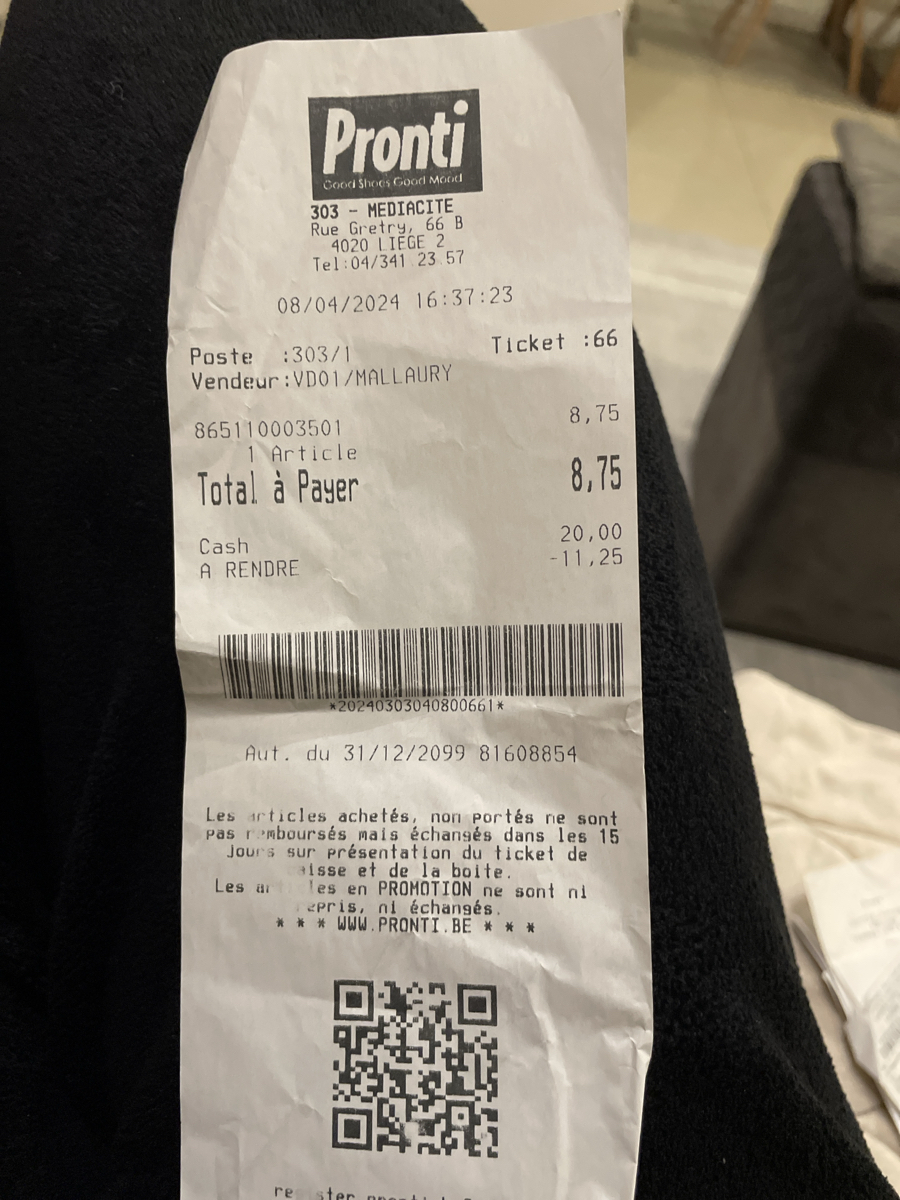 Pronti
Good Shoes Good Mood
303 - MEDIACITE
Rue Gretry, 66 B
4020 LIEGE 2
Tel:04/341 23 57
08/04/2024 16:37:23
Poste :303/1 Ticket :66
Vendeur:VD01/MALLAURY
865110003501 8,75
1 Article
Total à Payer 8,75
Cash 20,00
A RENDRE -11,25
*20240303040800661*
Aut. du 31/12/2099 81608854
Les articles achetés, non portés ne sont
pas remboursés mais échangés dans les 15
Jours sur présentation du ticket de
aisse et de la boite.
Les es en PROMOTION ne sont ni
epris, ni échangés.
* * * WWW.PRONTI.BE * * *